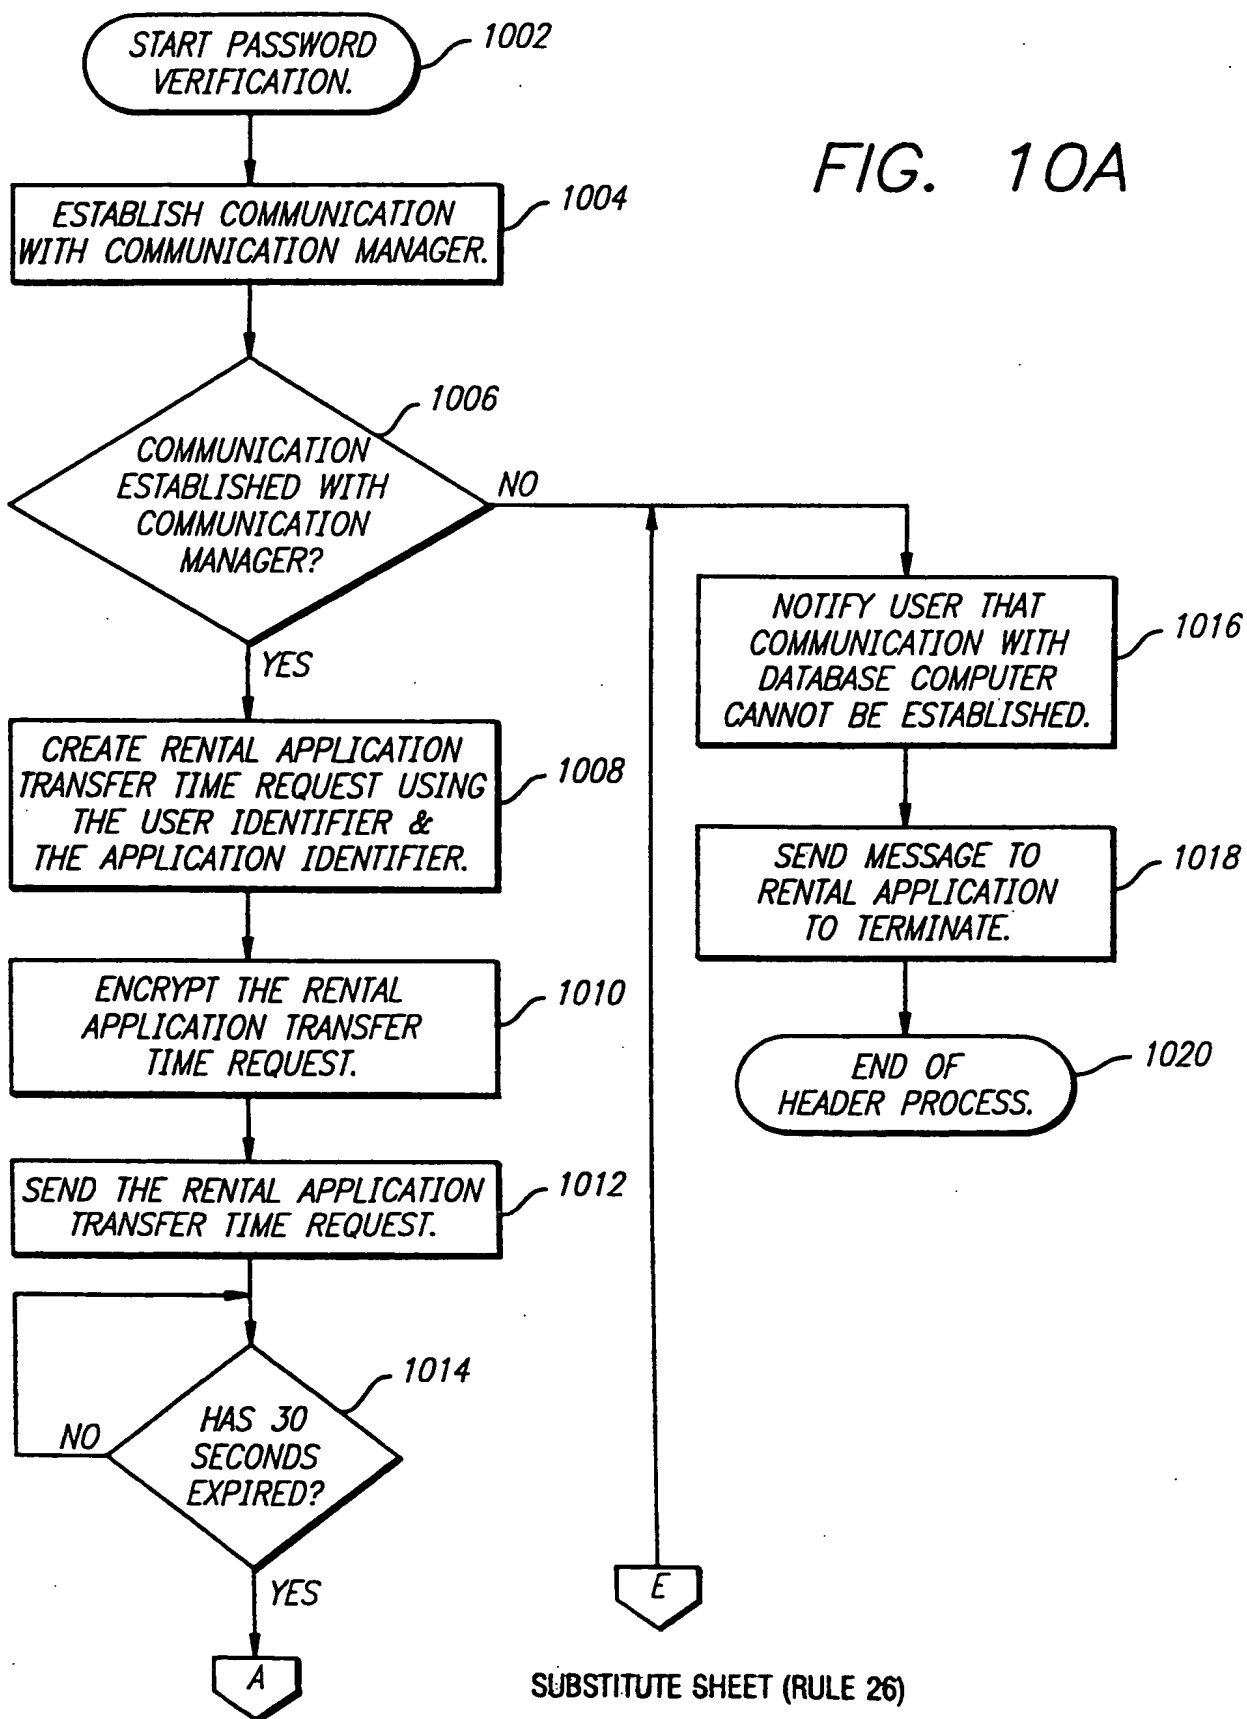 START PASSWORD
VERIFICATION.
1002
FIG. 10A
ESTABLISH COMMUNICATION
WITH COMMUNICATION MANAGER.
1004
COMMUNICATION
ESTABLISHED WITH
COMMUNICATION
MANAGER?
1006
NO
YES
CREATE RENTAL APPLICATION
TRANSFER TIME REQUEST USING
THE USER IDENTIFIER &
THE APPLICATION IDENTIFIER.
1008
ENCRYPT THE RENTAL
APPLICATION TRANSFER
TIME REQUEST.
1010
SEND THE RENTAL APPLICATION
TRANSFER TIME REQUEST.
1012
HAS 30
SECONDS
EXPIRED?
1014
NO
YES
A
NOTIFY USER THAT
COMMUNICATION WITH
DATABASE COMPUTER
CANNOT BE ESTABLISHED.
1016
SEND MESSAGE TO
RENTAL APPLICATION
TO TERMINATE.
1018
END OF
HEADER PROCESS.
1020
E
SUBSTITUTE SHEET (RULE 26)